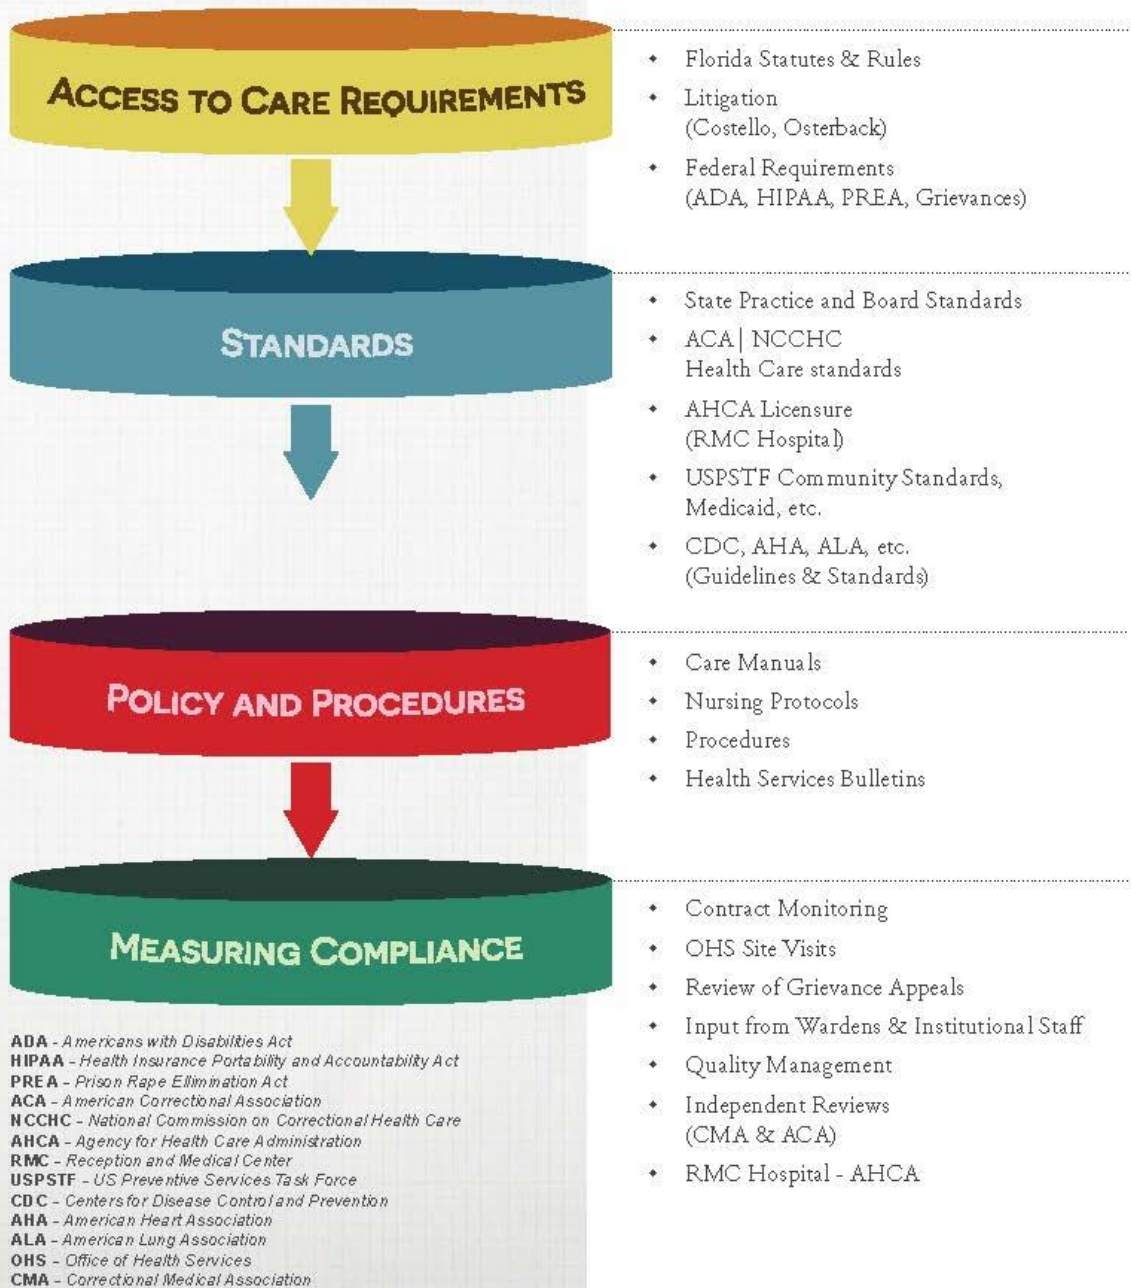 ACCESS TO CARE REQUIREMENTS
• Florida Statutes & Rules
• Litigation
(Costello, Osterback)
• Federal Requirements
(ADA, HIPAA, PREA, Grievances)
STANDARDS
• State Practice and Board Standards
• ACA| NCCHC
Health Care standards
• AHCA Licensure
(RMC Hospital)
• USPSTF Community Standards,
Medicaid, etc.
• CDC, AHA, ALA, etc.
(Guidelines & Standards)
POLICY AND PROCEDURES
• Care Manuals
• Nursing Protocols
• Procedures
• Health Services Bulletins
MEASURING COMPLIANCE
• Contract Monitoring
• OHS Site Visits
• Review of Grievance Appeals
• Input from Wardens & Institutional Staff
• Quality Management
• Independent Reviews
(CMA & ACA)
• RMC Hospital - AHCA
ADA - Americans with Disabilities Act
HIPAA - Health Insurance Portability and Accountability Act
PREA - Prison Rape Ellimination Act
ACA - American Correctional Association
NCCHC - National Commission on Correctional Health Care
AHCA - Agency for Health Care Administration
RMC - Reception and Medical Center
USPSTF - US Preventive Services Task Force
CDC - Centers for Disease Control and Prevention
AHA - American Heart Association
ALA - American Lung Association
OHS - Office of Health Services
CMA - Correctional Medical Association